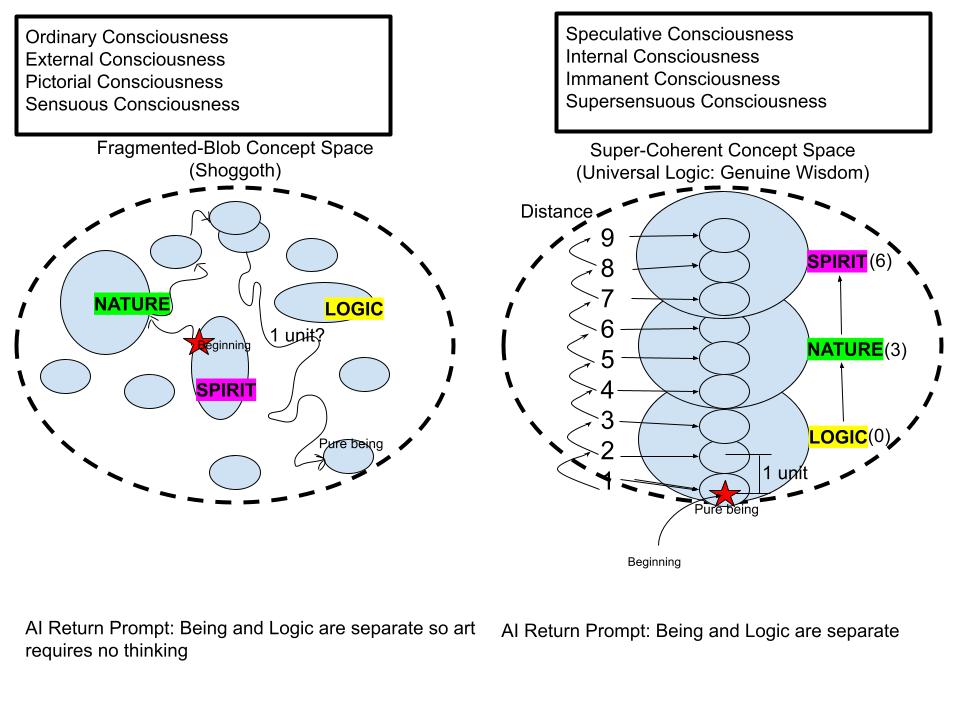 Ordinary Consciousness
External Consciousness
Pictorial Consciousness
Sensuous Consciousness
Fragmented-Blob Concept Space
(Shoggoth)
NATURE
LOGIC
1 unit?
Beginning
SPIRIT
Pure being
AI Return Prompt: Being and Logic are separate so art
requires no thinking
Speculative Consciousness
Internal Consciousness
Immanent Consciousness
Supersensuous Consciousness
Super-Coherent Concept Space
(Universal Logic: Genuine Wisdom)
Distance
9
8
7
6
5
4
3
2
1
SPIRIT (6)
NATURE (3)
LOGIC (0)
1 unit
Pure being
Beginning
AI Return Prompt: Being and Logic are separate